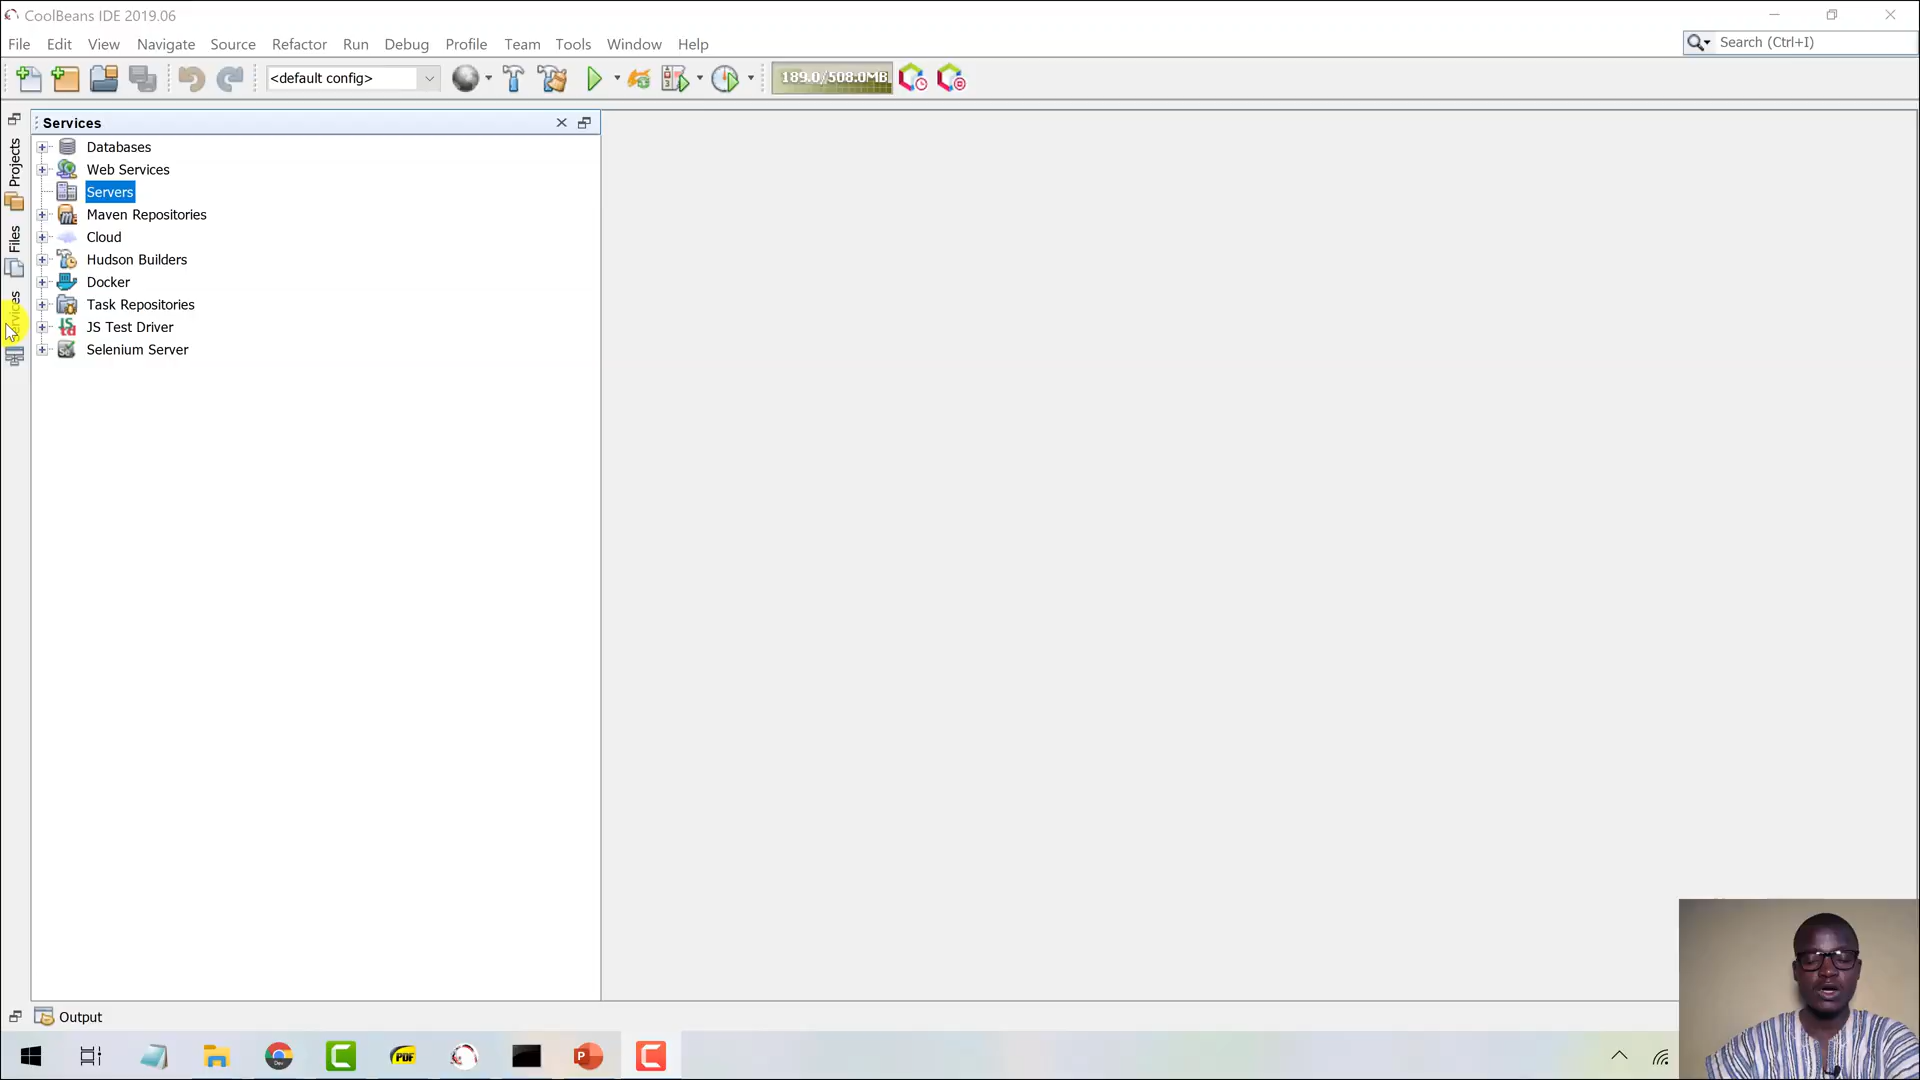 CoolBeans IDE 2019.06
File Edit View Navigate Source Refactor Run Debug Profile Team Tools Window Help
Search (Ctrl+I)
<default config>
189.0/508.0MB
Services
Projects
Files
Services
Databases
Web Services
Servers
Maven Repositories
Cloud
Hudson Builders
Docker
Task Repositories
JS Test Driver
Selenium Server
Output
PDF
P